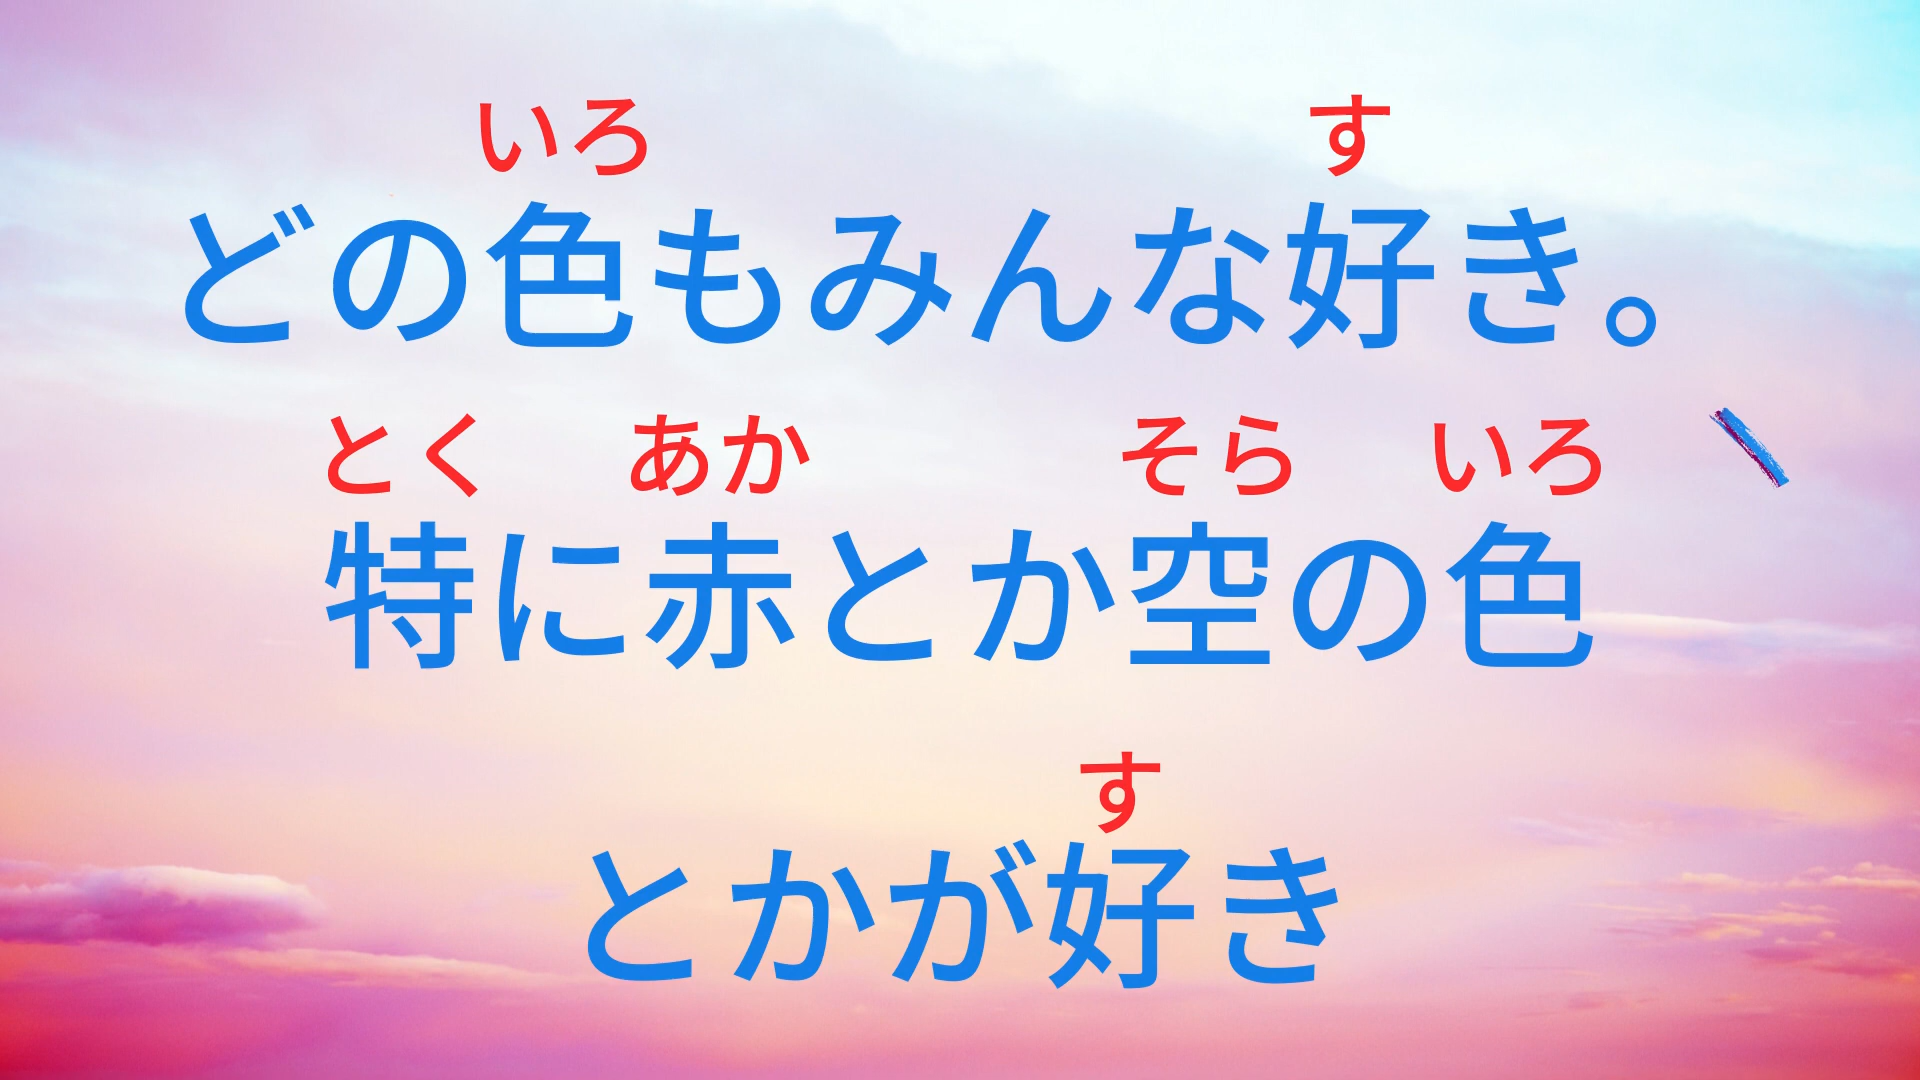 いろ す
どの色もみんな好き。
とく あか そら いろ
特に赤とか空の色
す
とかが好き